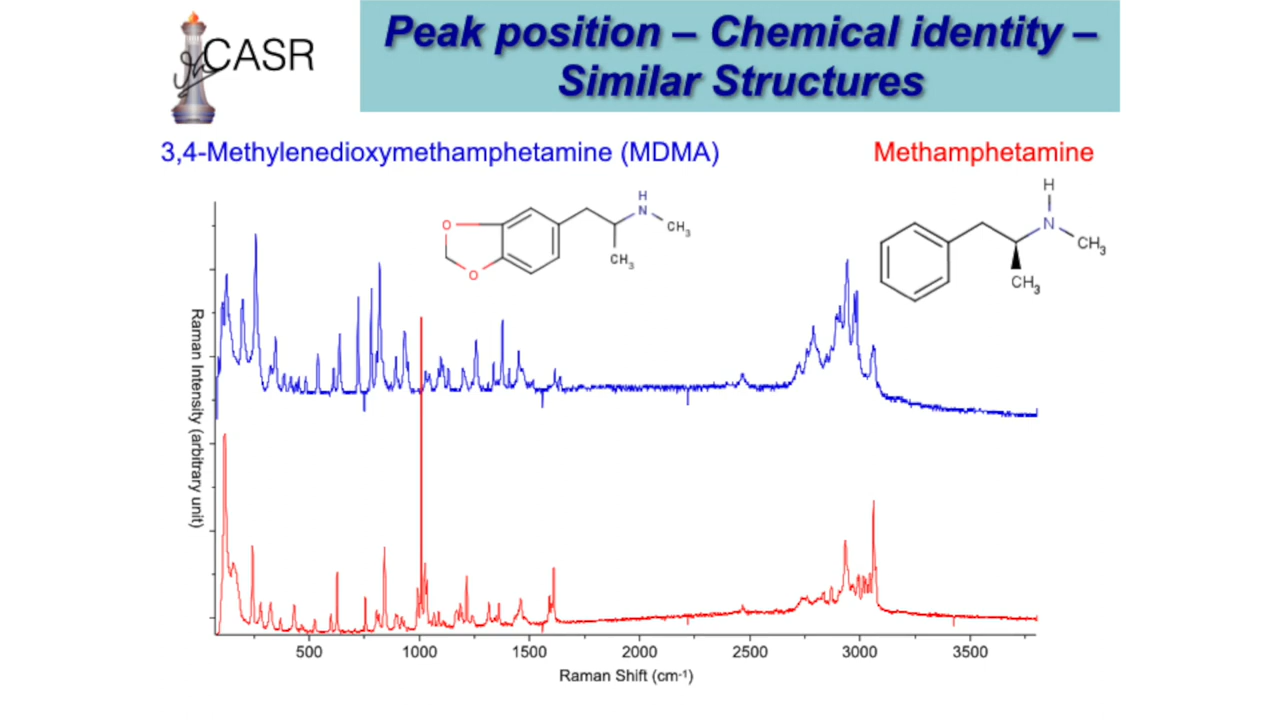 CASR
Peak position – Chemical identity –
Similar Structures
3,4-Methylenedioxymethamphetamine (MDMA)
Methamphetamine
H
N
CH3
CH3
O
O
H
N
CH3
CH3
Raman Intensity (arbitrary unit)
500 1000 1500 2000 2500 3000 3500
Raman Shift (cm-1)